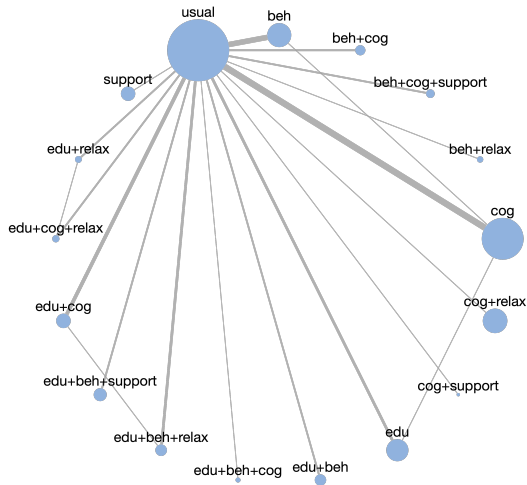 usual
beh
beh+cog
support
beh+cog+support
edu+relax
beh+relax
cog
edu+cog+relax
cog+relax
edu+cog
edu+beh+support
cog+support
edu+beh+relax
edu
edu+beh+cog
edu+beh